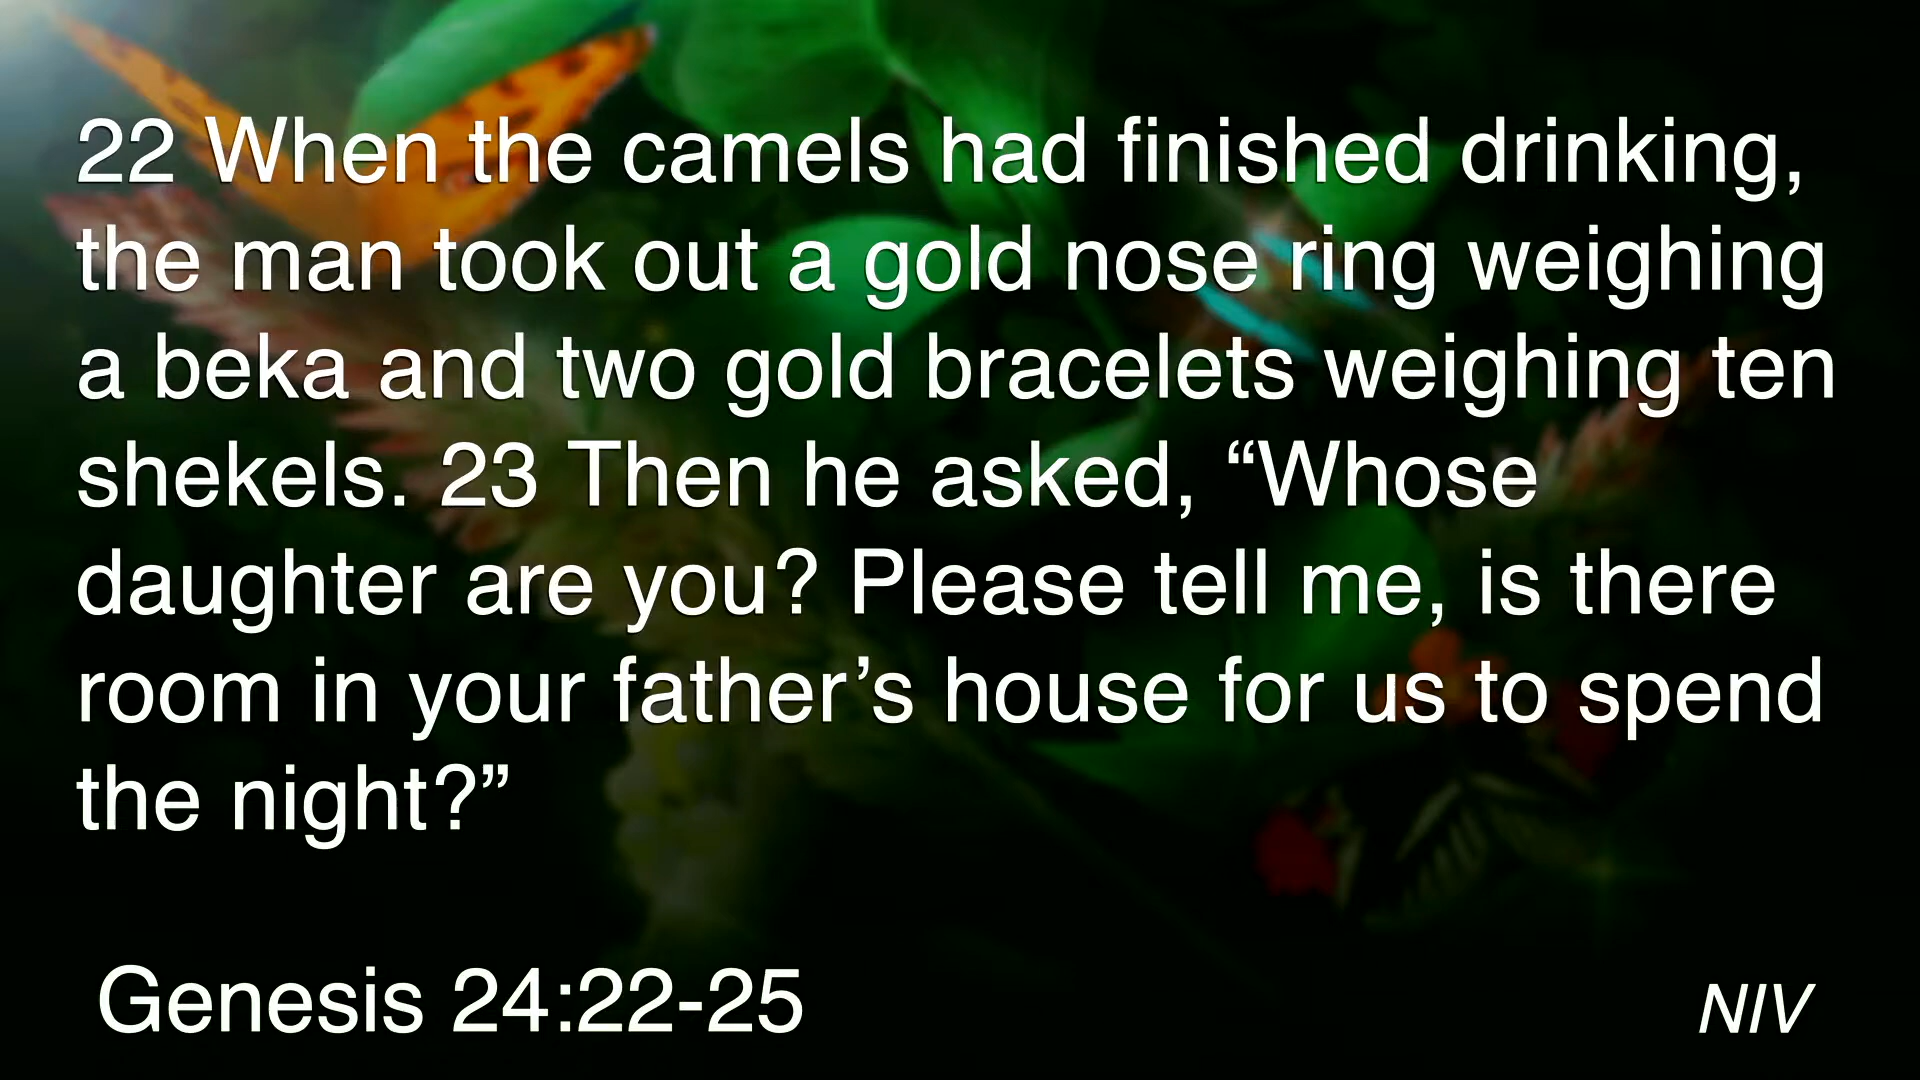 22 When the camels had finished drinking,
the man took out a gold nose ring weighing
a beka and two gold bracelets weighing ten
shekels. 23 Then he asked, “Whose
daughter are you? Please tell me, is there
room in your father’s house for us to spend
the night?”
Genesis 24:22-25
NIV